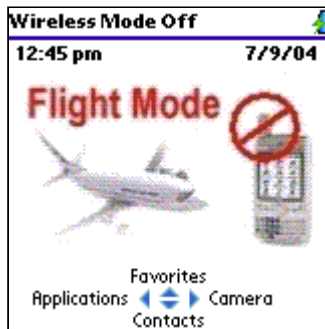 Wireless Mode Off
12:45 pm 7/9/04
Flight Mode
Favorites
Applications Camera
Contacts